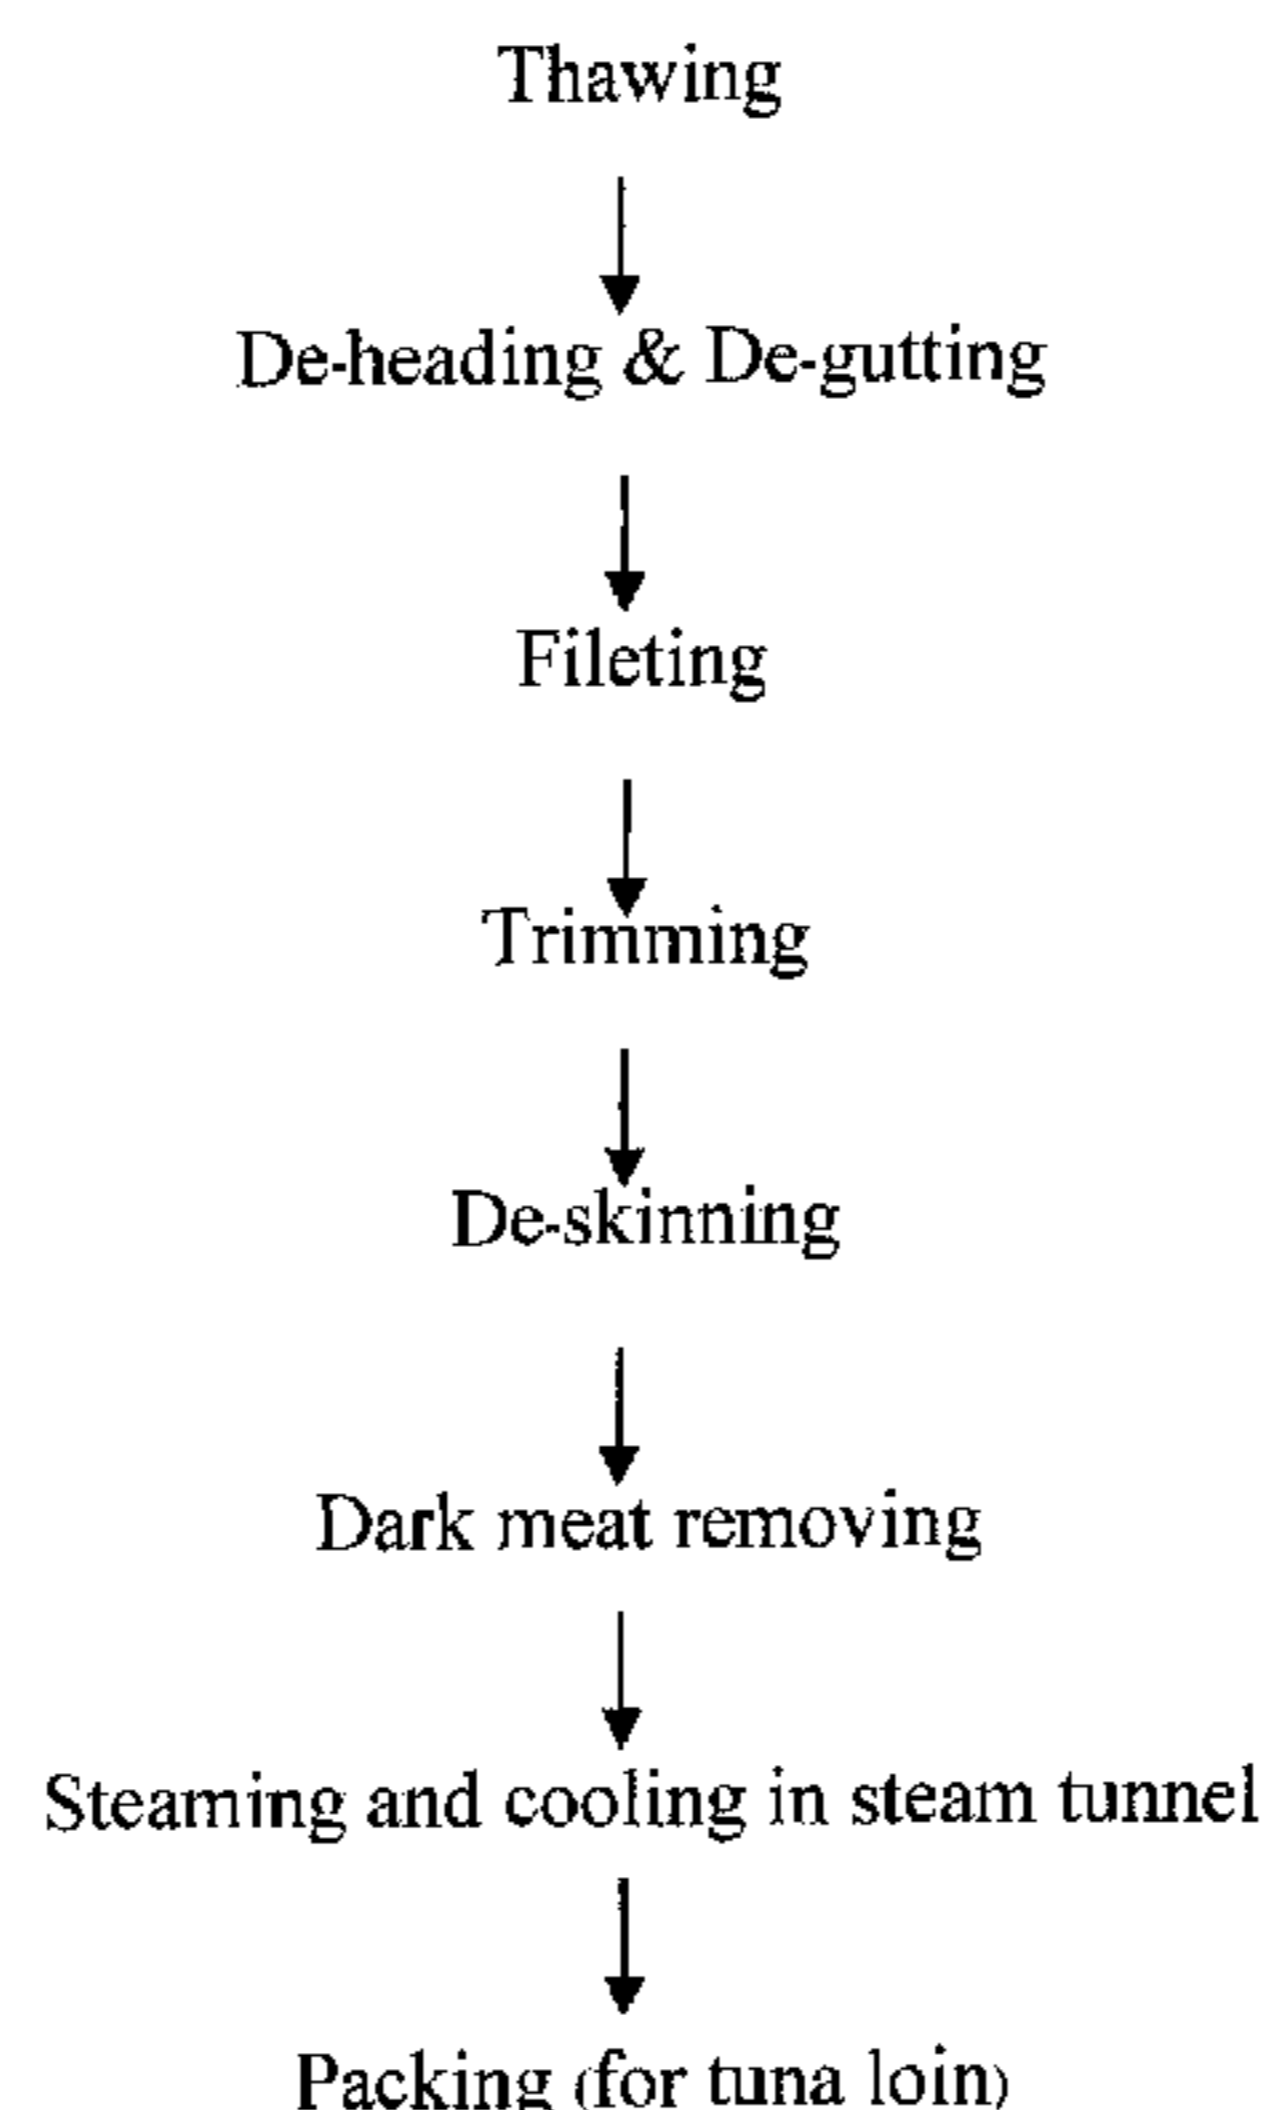 Thawing
De-heading & De-gutting
Fileting
Trimming
De-skinning
Dark meat removing
Steaming and cooling in steam tunnel
Packing (for tuna loin)